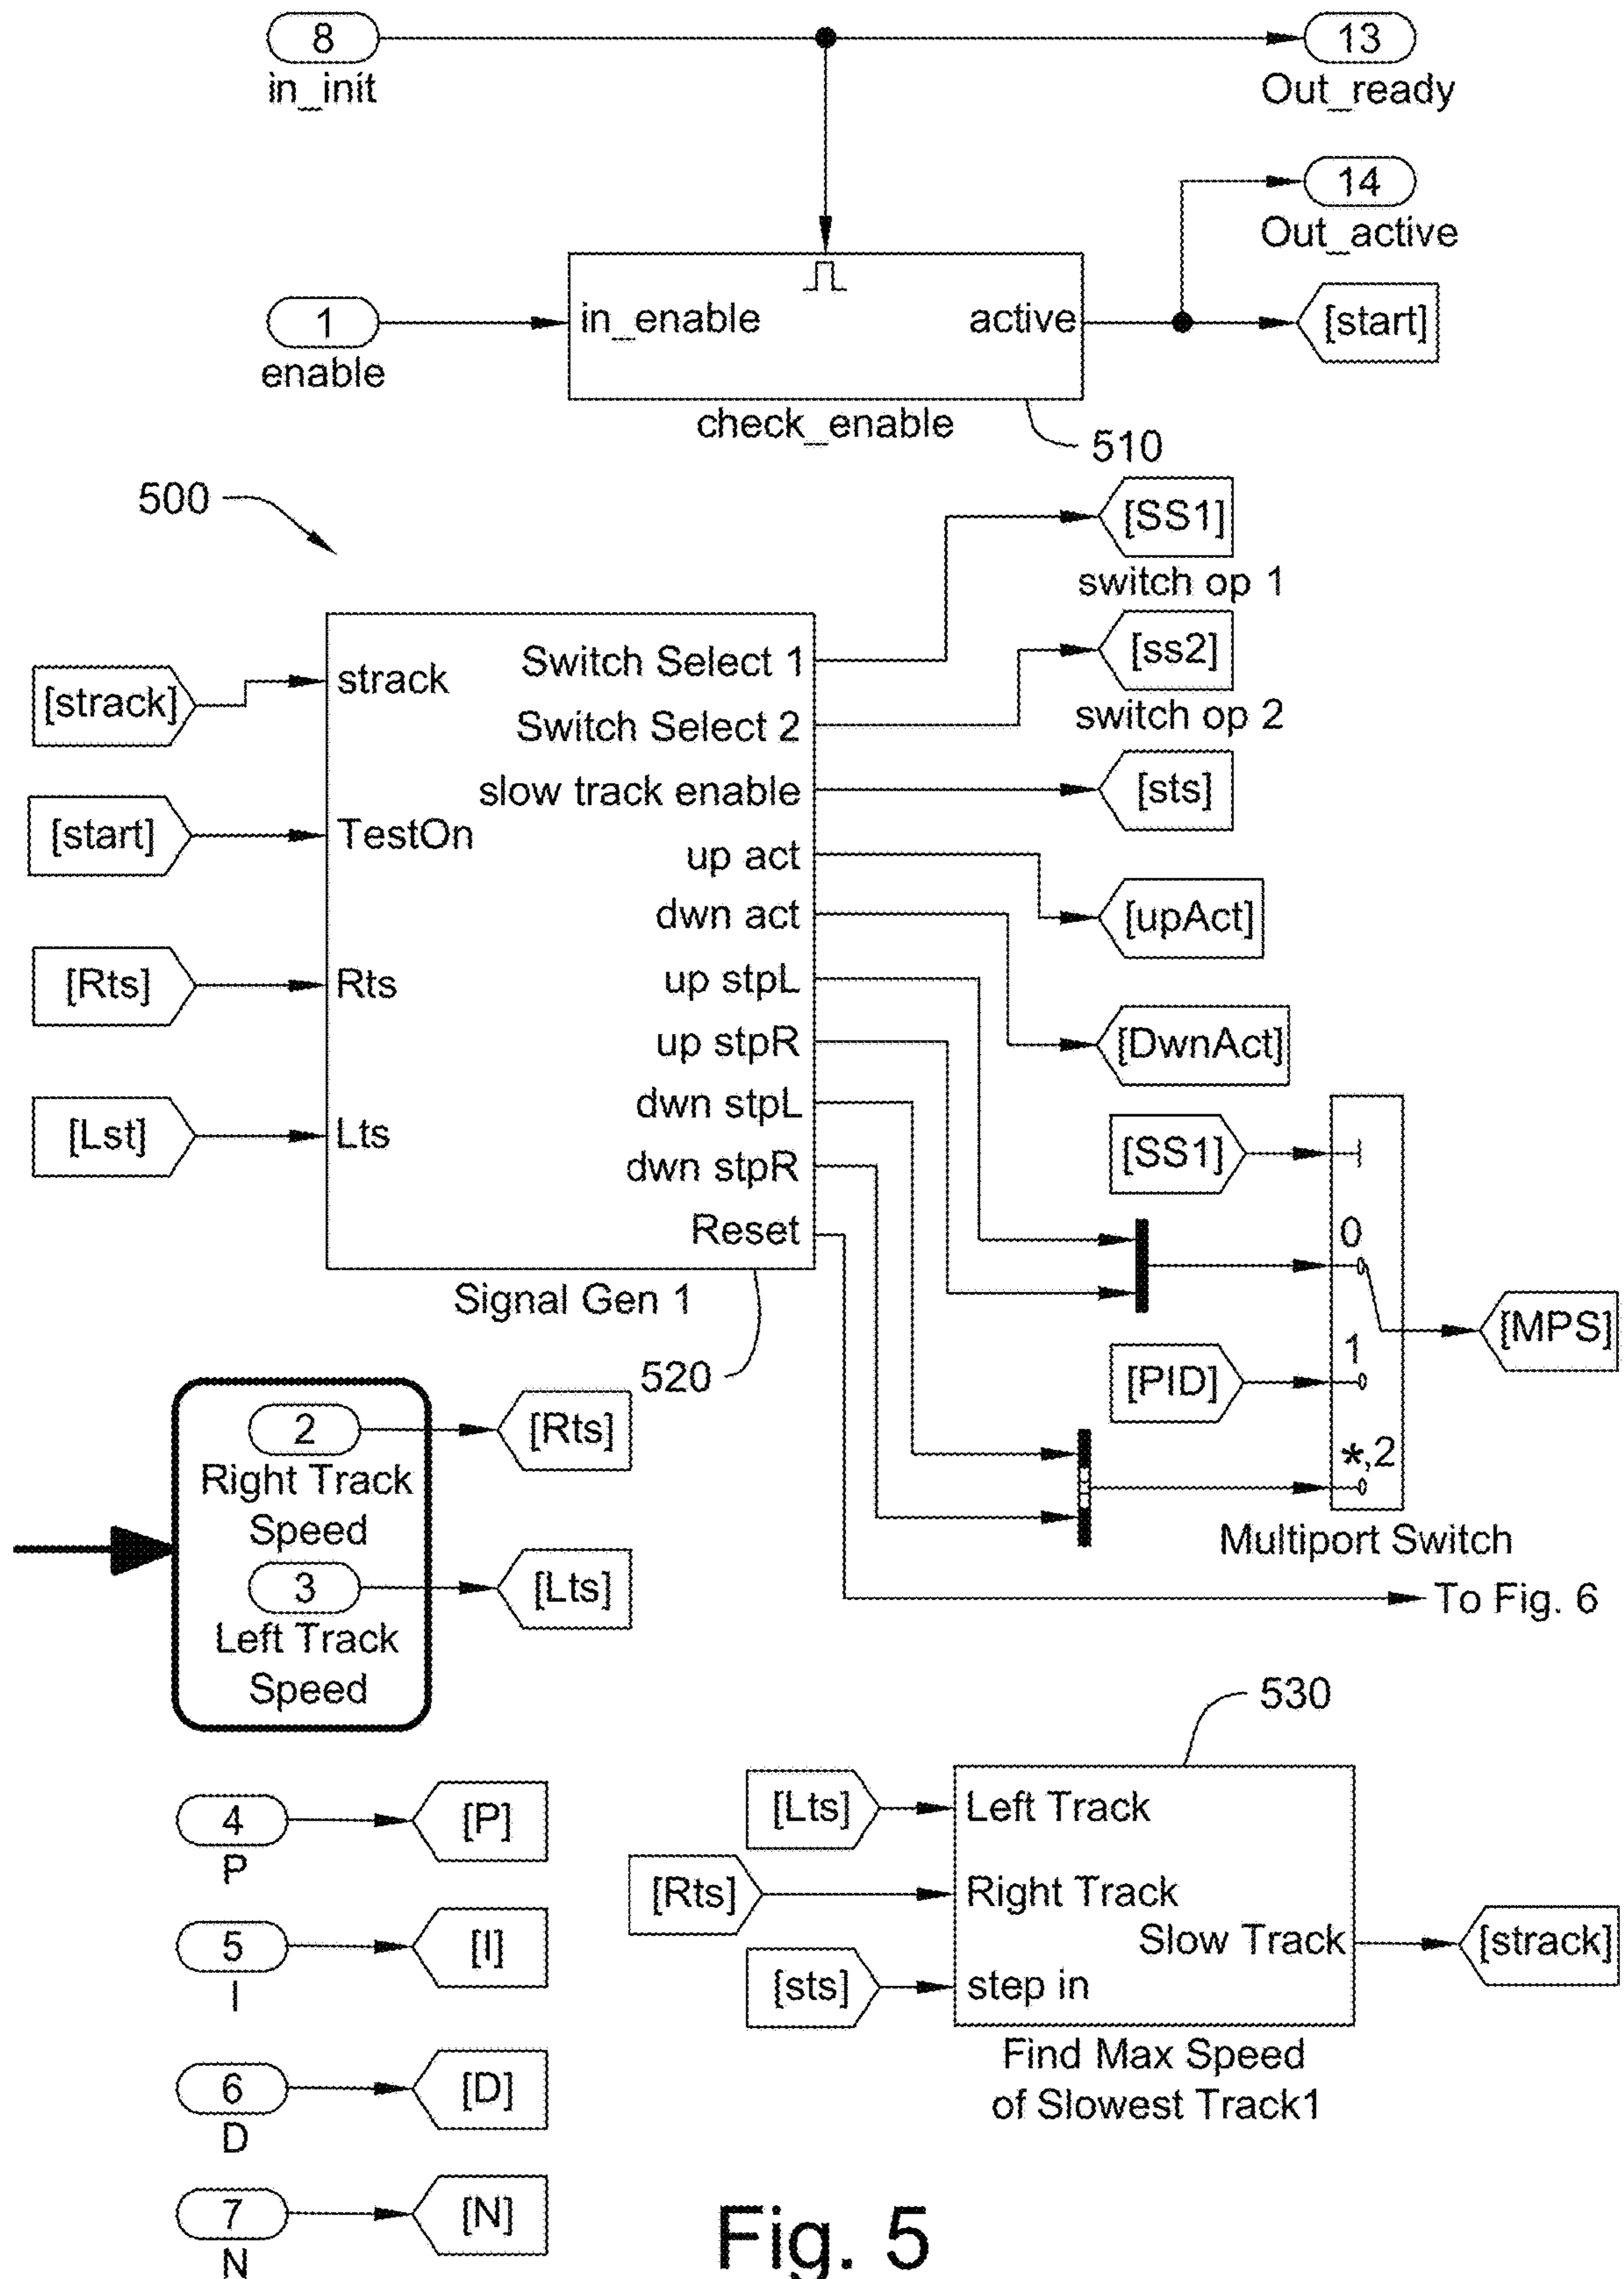 8
in_init
13
Out_ready
14
Out_active
1
enable
in_enable
active
[start]
check_enable
510
500
[SS1]
switch op 1
[ss2]
switch op 2
[strack]
strack
Switch Select 1
Switch Select 2
slow track enable
[sts]
[start]
TestOn
up act
[upAct]
dwn act
[Rts]
Rts
up stpL
up stpR
[DwnAct]
dwn stpL
[Lst]
Lts
dwn stpR
[SS1]
Reset
0
Signal Gen 1
520
[MPS]
1
[PID]
*,2
Multiport Switch
To Fig. 6
2
Right Track
Speed
[Rts]
3
Left Track
Speed
[Lts]
530
4
P
[P]
5
I
[I]
6
D
[D]
7
N
[N]
[Lts]
Left Track
[Rts]
Right Track
Slow Track
[strack]
[sts]
step in
Find Max Speed
of Slowest Track1
Fig. 5